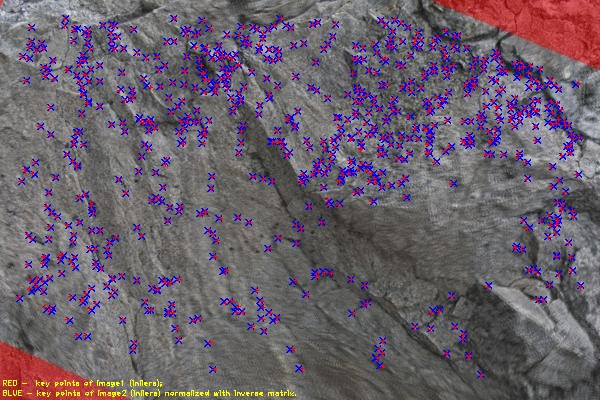 RED - key points of image1 (inliers);
BLUE - key points of image2 (inliers) normalized with inverse matrix.